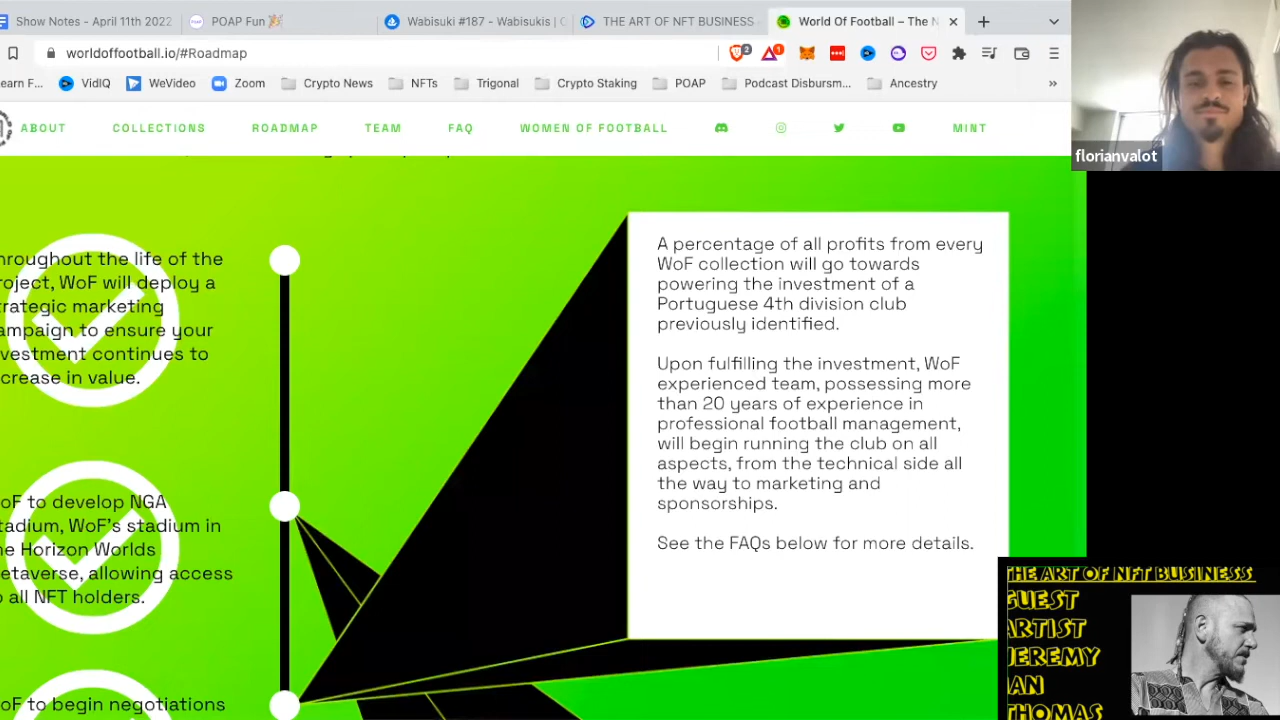 Show Notes - April 11th 2022
POAP Fun
Wabisuki #187 - Wabisukis |
THE ART OF NFT BUSINESS
World Of Football – The N
worldoffootball.io/#Roadmap
2
1
earn F...
VidIQ
WeVideo
Zoom
Crypto News
NFTs
Trigonal
Crypto Staking
POAP
Podcast Disbursm...
Ancestry
»
ABOUT
COLLECTIONS
ROADMAP
TEAM
FAQ
WOMEN OF FOOTBALL
MINT
florianvalot
hroughout the life of the
roject, WoF will deploy a
trategic marketing
ampaign to ensure your
nvestment continues to
crease in value.
oF to develop NGA
tadium, WoF's stadium in
he Horizon Worlds
etaverse, allowing access
o all NFT holders.
oF to begin negotiations
A percentage of all profits from every
WoF collection will go towards
powering the investment of a
Portuguese 4th division club
previously identified.
Upon fulfilling the investment, WoF
experienced team, possessing more
than 20 years of experience in
professional football management,
will begin running the club on all
aspects, from the technical side all
the way to marketing and
sponsorships.
See the FAQs below for more details.
THE ART OF NFT BUSINESS
GUEST
ARTIST
JEREMY
IAN
THOMAS